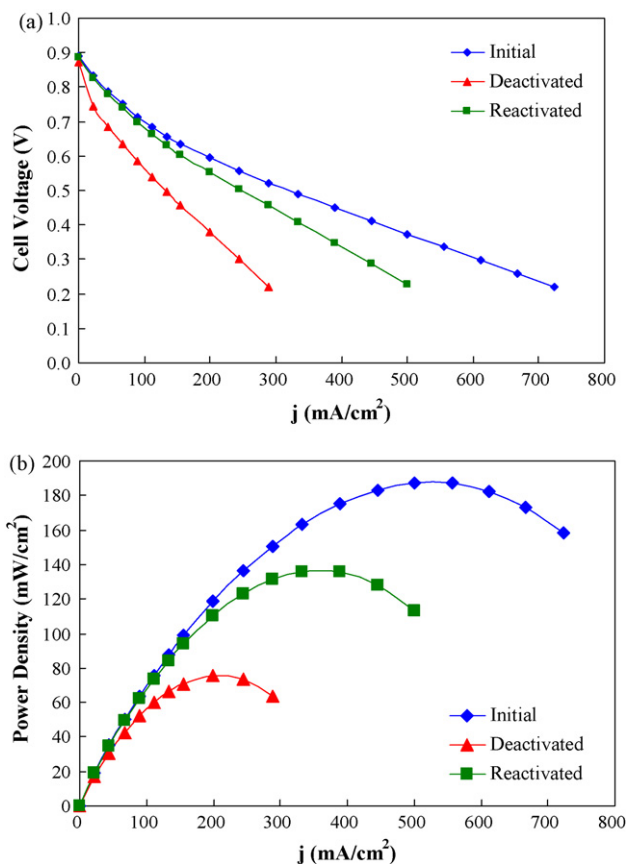 (a)
1.0
0.9
0.8
0.7
0.6
0.5
0.4
0.3
0.2
0.1
0.0
Cell Voltage (V)
Initial
Deactivated
Reactivated
0 100 200 300 400 500 600 700 800
j (mA/cm²)
(b)
200
180
160
140
120
100
80
60
40
20
0
Power Density (mW/cm²)
Initial
Deactivated
Reactivated
0 100 200 300 400 500 600 700 800
j (mA/cm²)